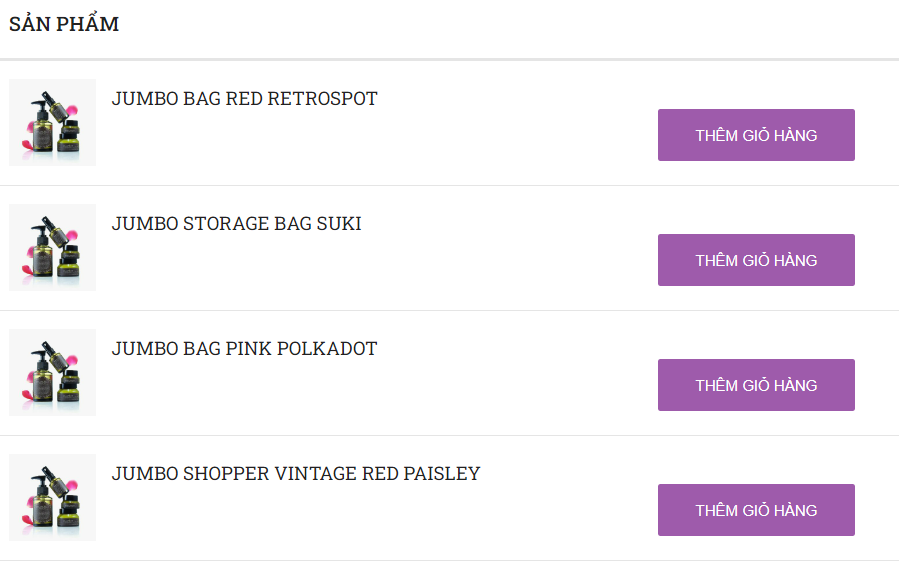 SẢN PHẨM
JUMBO BAG RED RETROSPOT
THÊM GIỎ HÀNG
JUMBO STORAGE BAG SUKI
THÊM GIỎ HÀNG
JUMBO BAG PINK POLKADOT
THÊM GIỎ HÀNG
JUMBO SHOPPER VINTAGE RED PAISLEY
THÊM GIỎ HÀNG